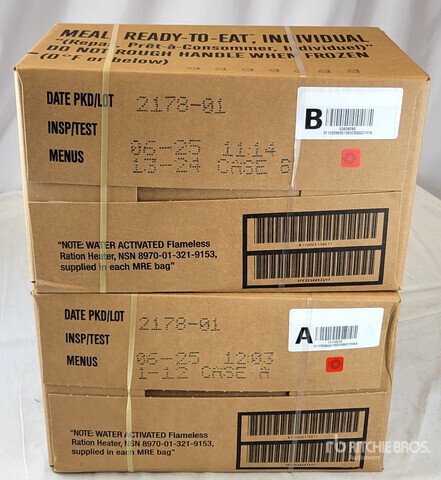 MEAL, READY-TO-EAT, INDIVIDUAL
"(Repas, Prêt-à-Consommer, Individuel)"
DO NOT ROUGH HANDLE WHEN FROZEN
(0°F or below)
DATE PKD/LOT 2178-01
INSP/TEST 06-25 11:14
MENUS 13-24 CASE B
B
"NOTE: WATER ACTIVATED Flameless
Ration Heater, NSN 8970-01-321-9153,
supplied in each MRE bag"
DATE PKD/LOT 2178-01
INSP/TEST
MENUS 06-25 12:03
1-12 CASE A
A
"NOTE: WATER ACTIVATED Flameless
Ration Heater, NSN 8970-01-321-9153,
supplied in each MRE bag"
RITCHIE BROS.